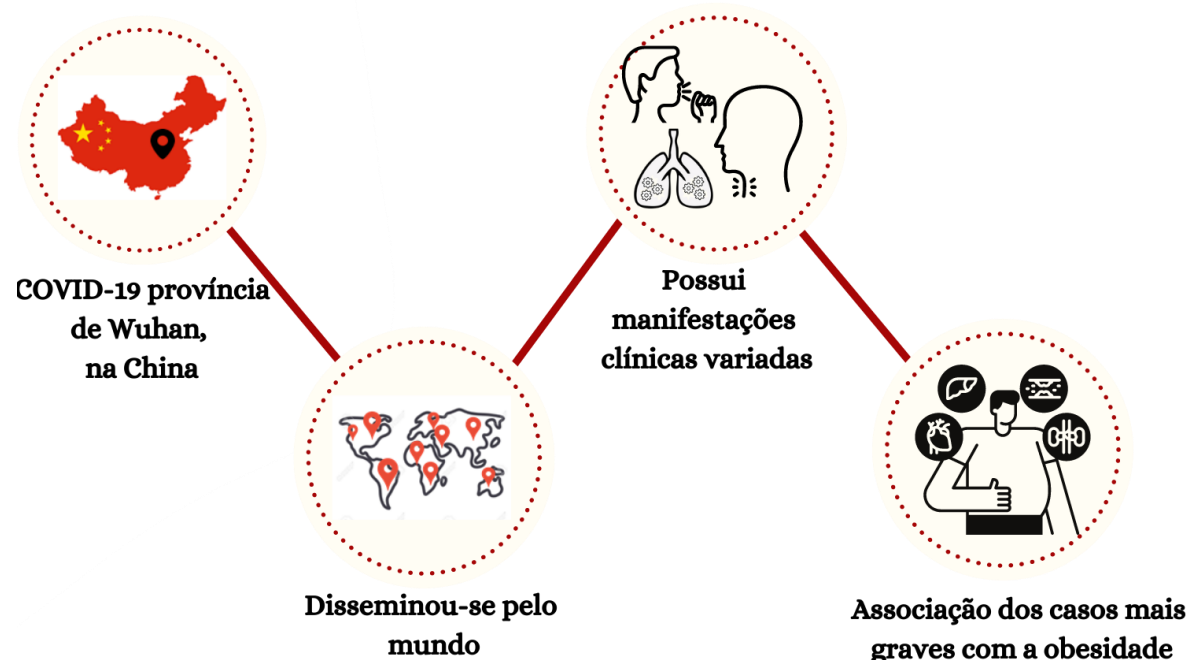 COVID-19 província
de Wuhan,
na China
Disseminou-se pelo
mundo
Possui
manifestações
clínicas variadas
Associação dos casos mais
graves com a obesidade